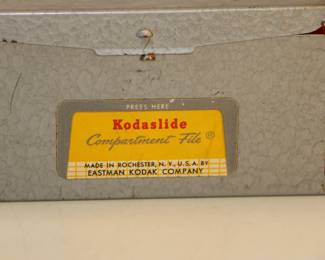 PRESS HERE
Kodaslide
Compartment File ®
MADE IN ROCHESTER, N. Y., U. S. A. BY
EASTMAN KODAK COMPANY